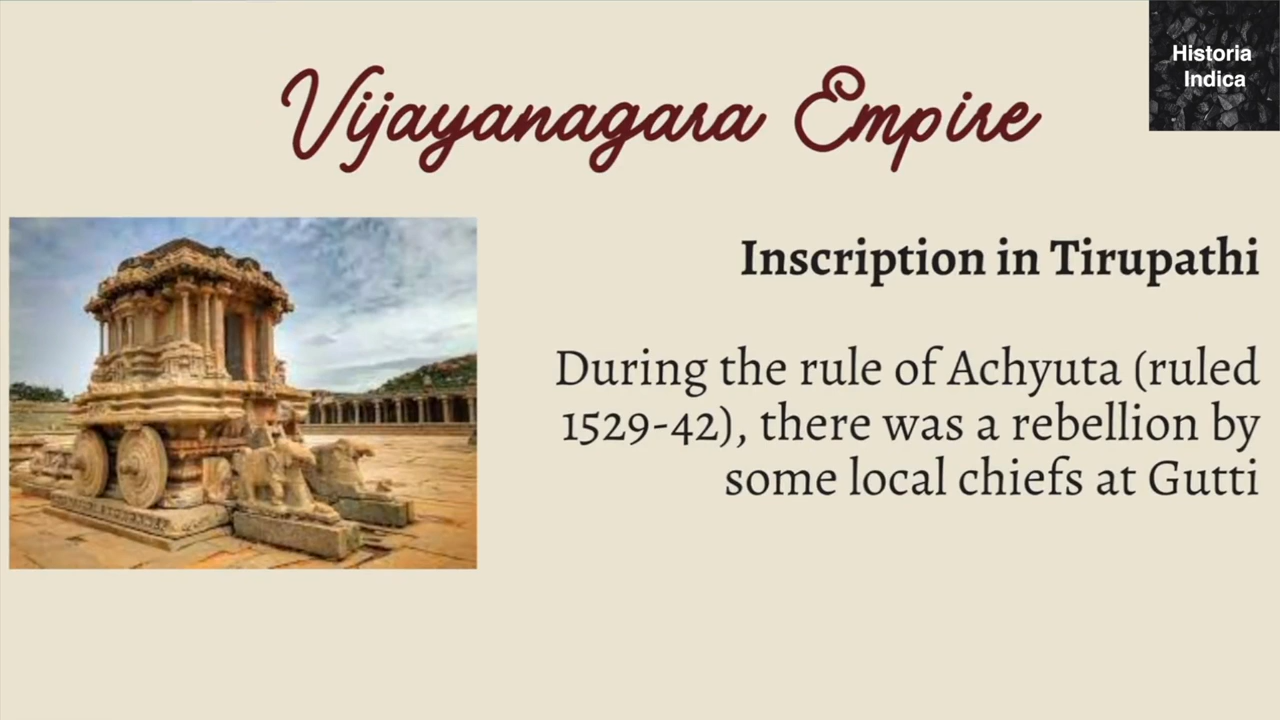 Historia
Indica
Vijayanagara Empire
Inscription in Tirupathi
During the rule of Achyuta (ruled
1529-42), there was a rebellion by
some local chiefs at Gutti